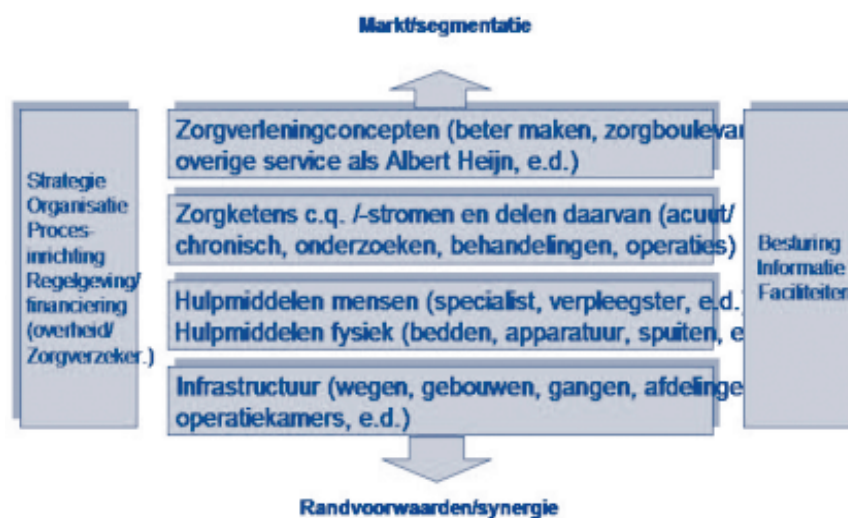 Markt/segmentatie
Strategie
Organisatie
Proces-
inrichting
Regelgeving/
financiering
(overheid/
Zorgverzeker.)
Zorgverleningconcepten (beter maken, zorgboulevar
overige service als Albert Heijn, e.d.)
Zorgketens c.q. /-stromen en delen daarvan (acuut/
chronisch, onderzoeken, behandelingen, operaties)
Hulpmiddelen mensen (specialist, verpleegster, e.d.)
Hulpmiddelen fysiek (bedden, apparatuur, spuiten, e
Infrastructuur (wegen, gebouwen, gangen, afdelinge
operatiekamers, e.d.)
Besturing
Informatie
Faciliteiten
Randvoorwaarden/synergie